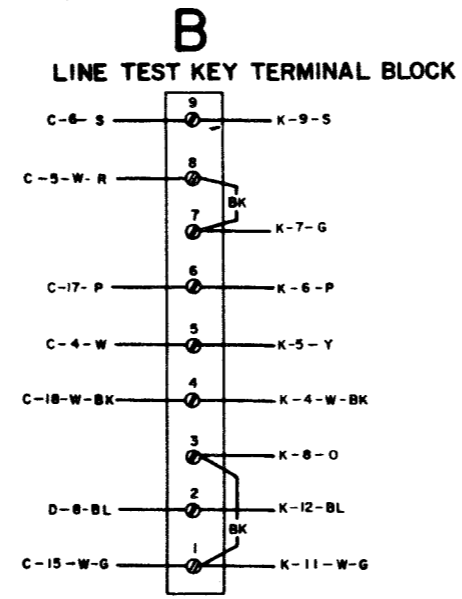 B
LINE TEST KEY TERMINAL BLOCK
9
C-6-S K-9-S
8
C-5-W-R
BK
7
K-7-G
6
C-17-P K-6-P
5
C-4-W K-5-Y
4
C-18-W-BK K-4-W-BK
3
K-8-O
2
D-8-BL K-12-BL
BK
1
C-15-W-G K-11-W-G